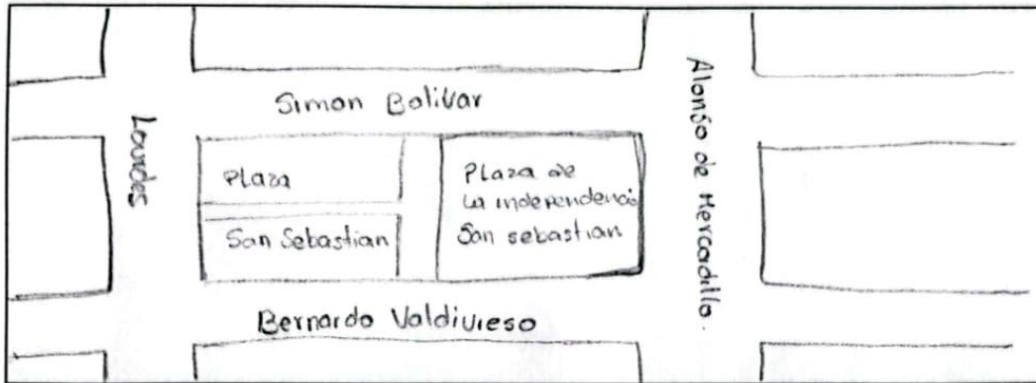 Simon Bolivar
Alonso de Mercadillo.
Lourdes
Plaza
San Sebastian
Plaza de
La independencia
San sebastian
Bernardo Valdivieso